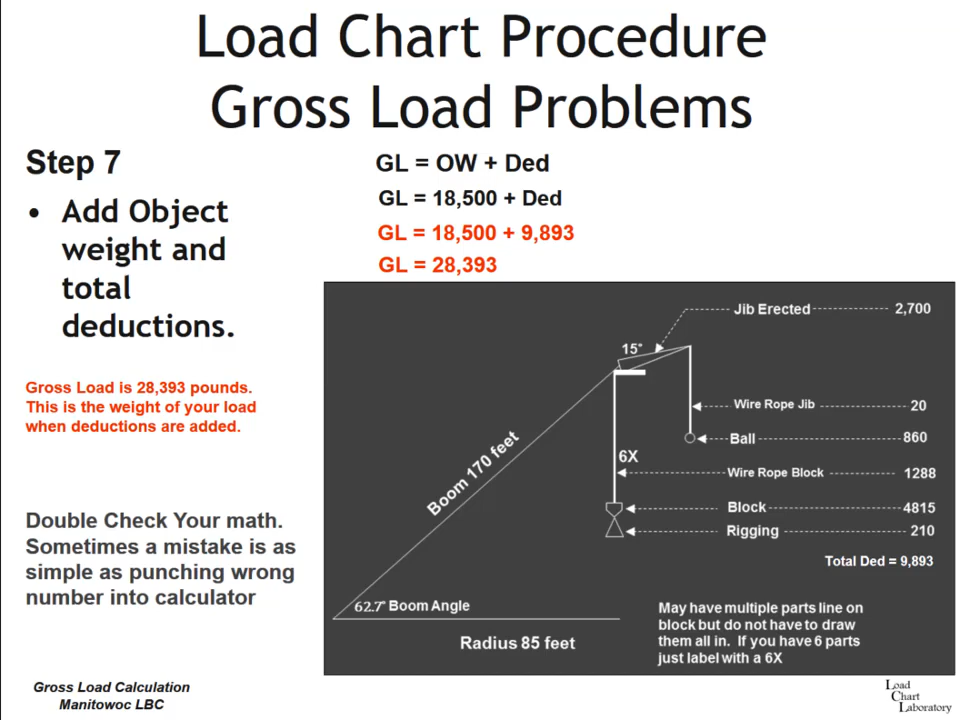 Load Chart Procedure
Gross Load Problems
Step 7
• Add Object
weight and
total
deductions.
GL = OW + Ded
GL = 18,500 + Ded
GL = 18,500 + 9,893
GL = 28,393
Gross Load is 28,393 pounds.
This is the weight of your load
when deductions are added.
Double Check Your math.
Sometimes a mistake is as
simple as punching wrong
number into calculator
Jib Erected 2,700
15°
Wire Rope Jib 20
Ball 860
6X
Wire Rope Block 1288
Block 4815
Rigging 210
Total Ded = 9,893
Boom 170 feet
62.7° Boom Angle
Radius 85 feet
May have multiple parts line on
block but do not have to draw
them all in. If you have 6 parts
just label with a 6X
Gross Load Calculation
Manitowoc LBC
Load
Chart
Laboratory